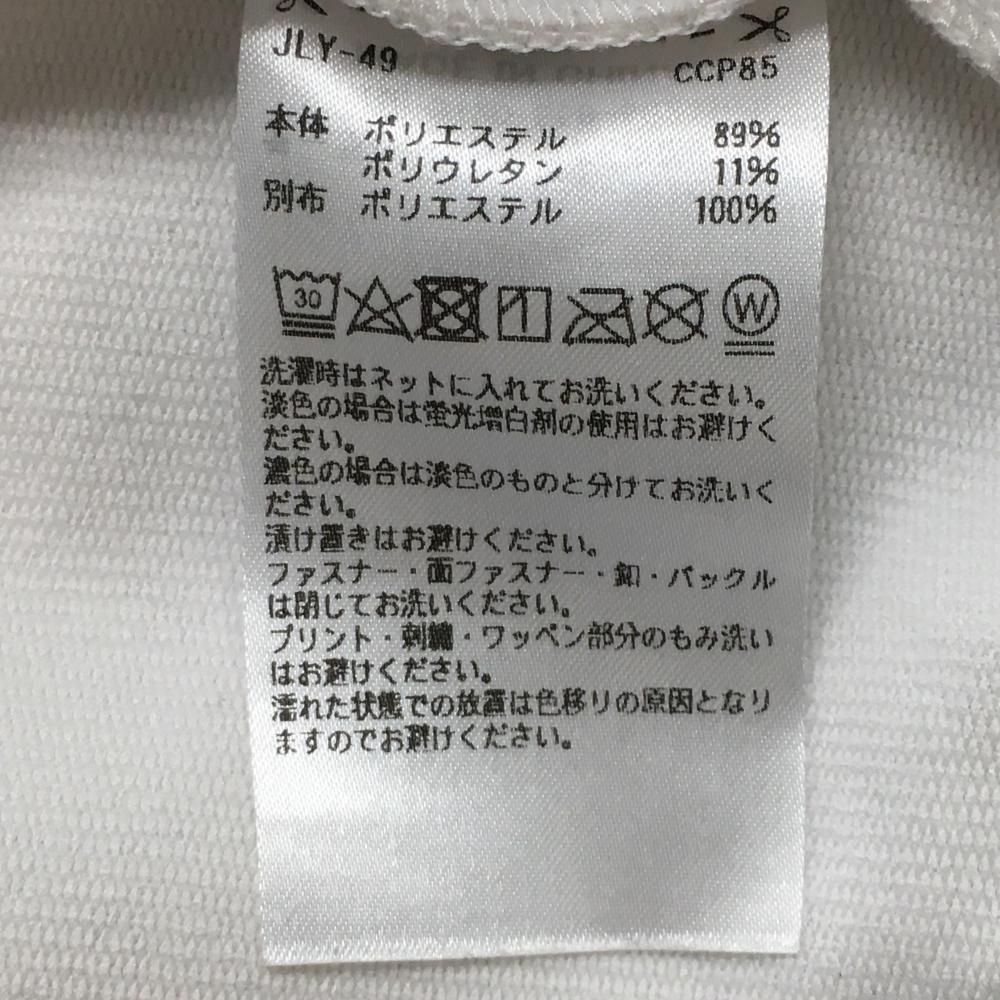 JLY-49 CCP85
本体 ポリエステル 89%
ポリウレタン 11%
別布 ポリエステル 100%
30 W
洗濯時はネットに入れてお洗いください。
淡色の場合は蛍光増白剤の使用はお避けく
ださい。
濃色の場合は淡色のものと分けてお洗いく
ださい。
漬け置きはお避けください。
ファスナー・面ファスナー・釦・バックル
は閉じてお洗いください。
プリント・刺繍・ワッペン部分のもみ洗い
はお避けください。
濡れた状態での放置は色移りの原因となり
ますのでお避けください。